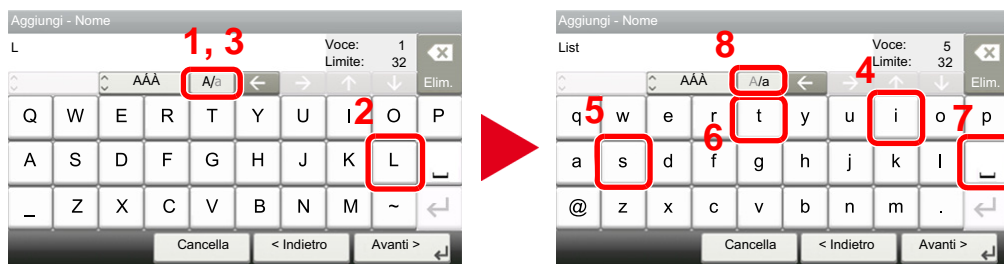 Aggiungi - Nome
L
1, 3
Voce: 1
Limite: 32
AÁÀ A/a ← → ↑ ↓ Elim.
Q W E R T Y U I 2 O P
A S D F G H J K L
_ Z X C V B N M ~
Cancella < Indietro Avanti >
Aggiungi - Nome
List
8
Voce: 5
Limite: 32
4
AÁÀ A/a ← → ↑ ↓ Elim.
q 5 w e r t y u i o p
6 7
a s d f g h j k l
@ z x c v b n m .
Cancella < Indietro Avanti >